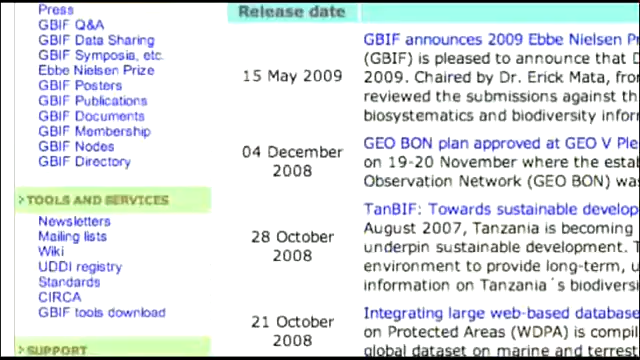 Press
GBIF Q&A
GBIF Data Sharing
GBIF Symposia, etc.
Ebbe Nielsen Prize
GBIF Posters
GBIF Publications
GBIF Documents
GBIF Membership
GBIF Nodes
GBIF Directory
> TOOLS AND SERVICES
Newsletters
Mailing lists
Wiki
UDDI registry
Standards
CIRCA
GBIF tools download
> SUPPORT
Release date
15 May 2009
GBIF announces 2009 Ebbe Nielsen Pr
(GBIF) is pleased to announce that D
2009. Chaired by Dr. Erick Mata, fro
reviewed the submissions against th
biosystematics and biodiversity infor
04 December
2008
GEO BON plan approved at GEO V Ple
on 19-20 November where the estab
Observation Network (GEO BON) was
28 October
2008
TanBIF: Towards sustainable develop
August 2007, Tanzania is becoming
underpin sustainable development. T
environment to provide long-term, u
information on Tanzania´s biodiversi
21 October
2008
Integrating large web-based database
on Protected Areas (WDPA) is compil
global dataset on marine and terrest